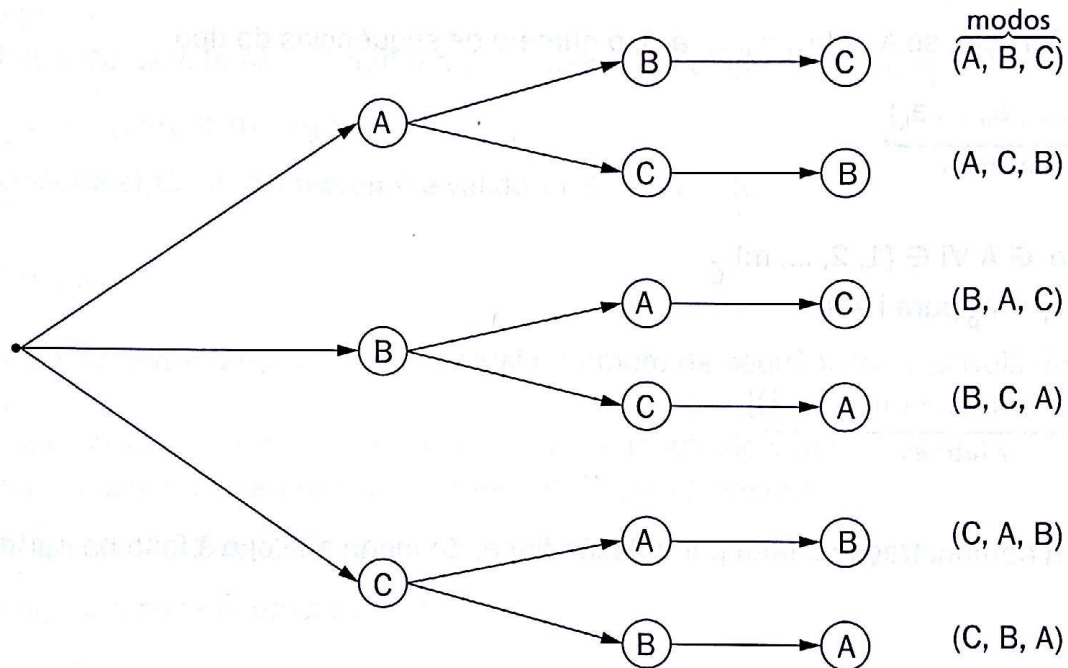 modos
A B C (A, B, C)
C B (A, C, B)
B A C (B, A, C)
C A (B, C, A)
C A B (C, A, B)
B A (C, B, A)